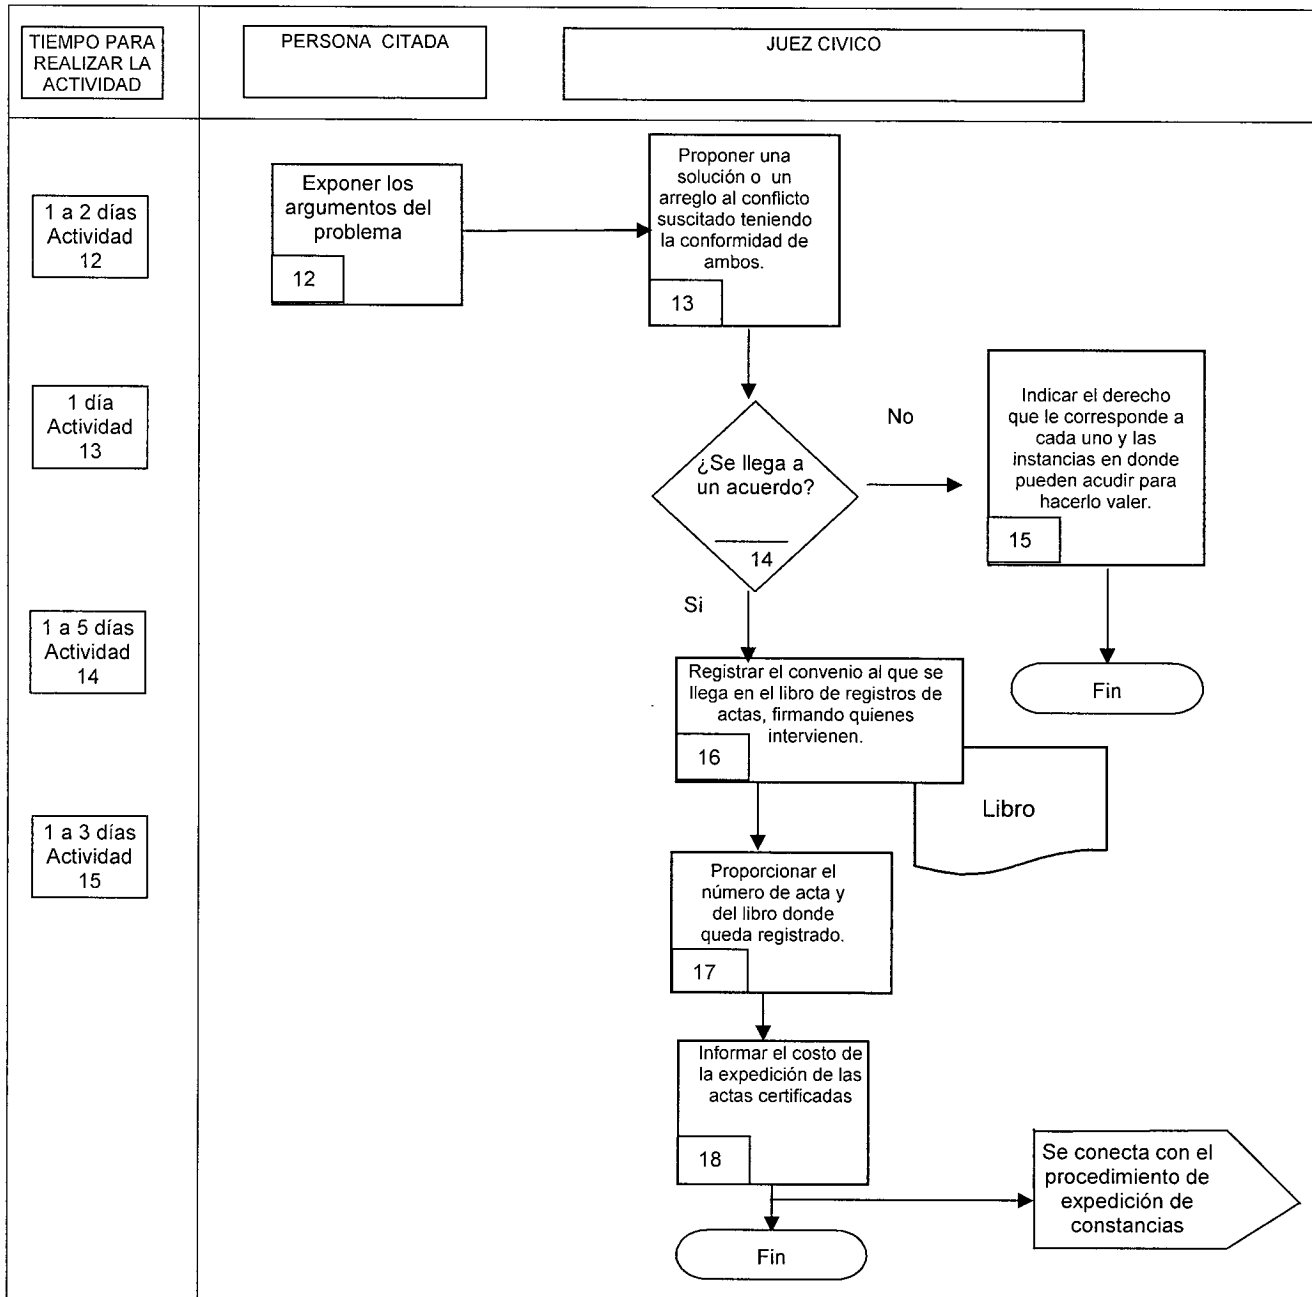 TIEMPO PARA
REALIZAR LA
ACTIVIDAD
PERSONA CITADA
JUEZ CIVICO
1 a 2 días
Actividad
12
Exponer los
argumentos del
problema
12
Proponer una
solución o un
arreglo al conflicto
suscitado teniendo
la conformidad de
ambos.
13
1 día
Actividad
13
¿Se llega a
un acuerdo?
14
No
Indicar el derecho
que le corresponde a
cada uno y las
instancias en donde
pueden acudir para
hacerlo valer.
15
Si
Fin
1 a 5 días
Actividad
14
Registrar el convenio al que se
llega en el libro de registros de
actas, firmando quienes
intervienen.
16
Libro
1 a 3 días
Actividad
15
Proporcionar el
número de acta y
del libro donde
queda registrado.
17
Informar el costo de
la expedición de las
actas certificadas
18
Se conecta con el
procedimiento de
expedición de
constancias
Fin